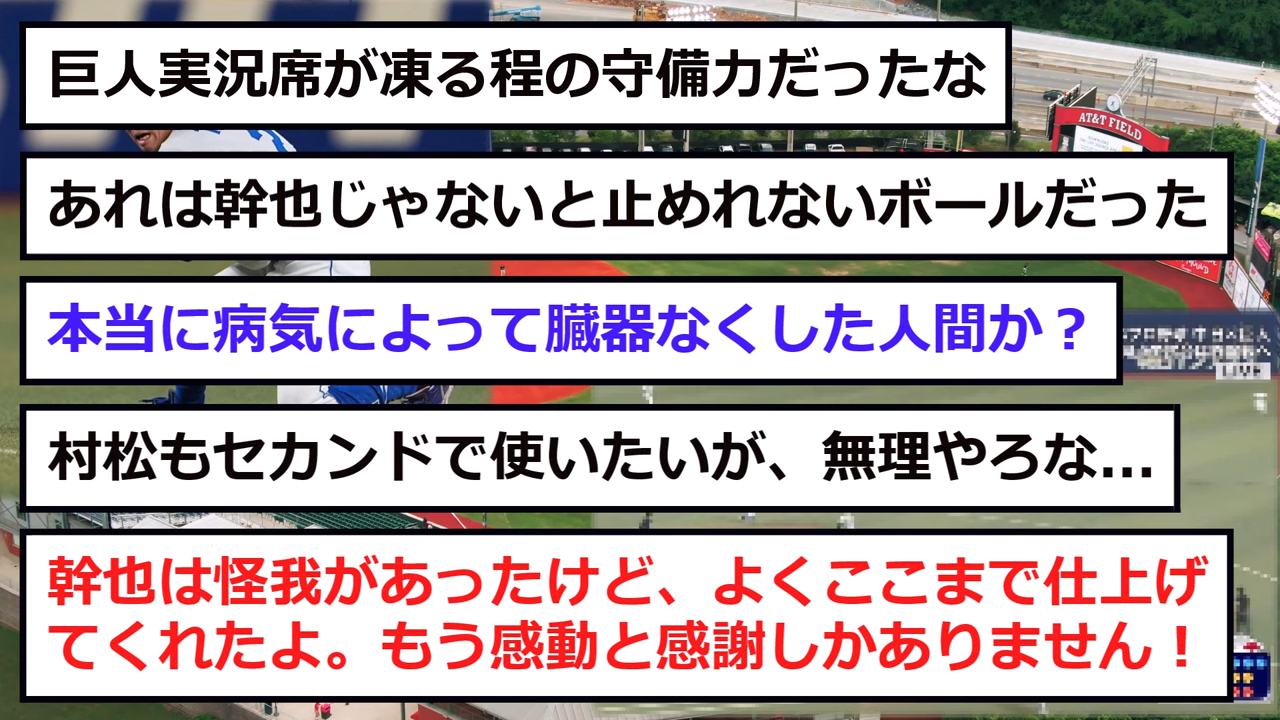 巨人実況席が凍る程の守備力だったな
AT&T FIELD
あれは幹也じゃないと止めれないボールだった
本当に病気によって臓器なくした人間か？
LIVE
村松もセカンドで使いたいが、無理やろな...
幹也は怪我があったけど、よくここまで仕上げ
てくれたよ。もう感動と感謝しかありません！